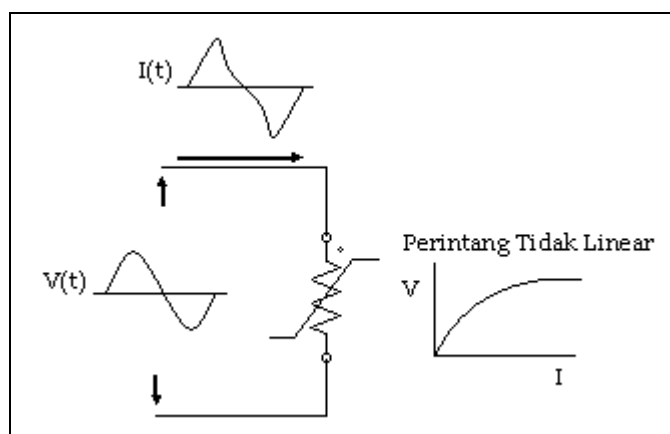 I(t)
V(t)
Perintang Tidak Linear
V
I